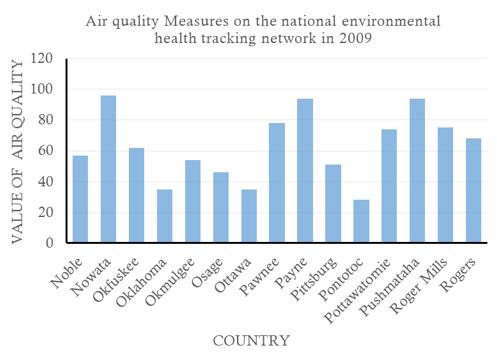 Air quality Measures on the national environmental
health tracking network in 2009
VALUE OF AIR QUALITY
120
100
80
60
40
20
0
Noble
Nowata
Okfuskee
Oklahoma
Okmulgee
Osage
Ottawa
Pawnee
Payne
Pittsburg
Pontotoc
Pottawatomie
Pushmataha
Roger Mills
Rogers
COUNTRY